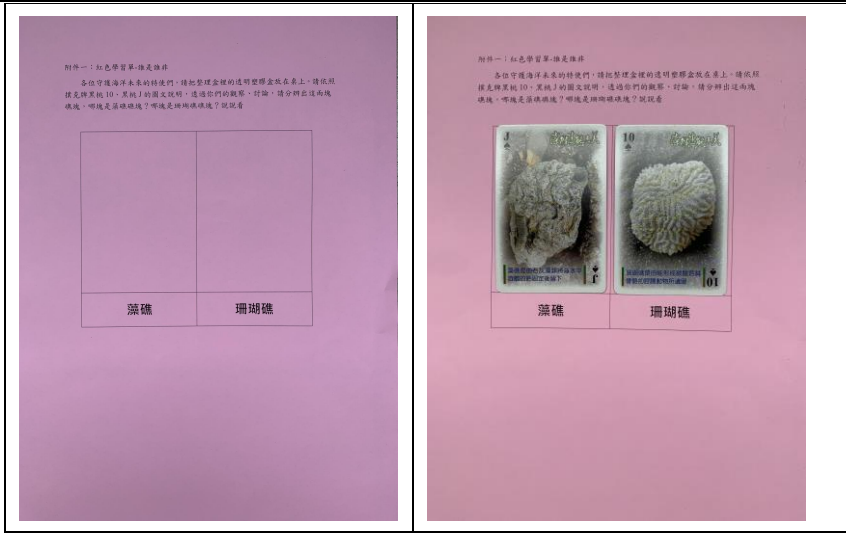 附件一：紅色學習單-誰是誰非
各位守護海洋未來的特使們，請把整理盒裡的透明塑膠盒放在桌上，請依照
撲克牌黑桃 10、黑桃 J 的圖文說明，透過你們的觀察、討論，請分辨出這兩塊
礁塊，哪塊是藻礁礁塊？哪塊是珊瑚礁礁塊？說說看
藻礁
珊瑚礁
附件一：紅色學習單-誰是誰非
各位守護海洋未來的特使們，請把整理盒裡的透明塑膠盒放在桌上，請依照
撲克牌黑桃 10、黑桃 J 的圖文說明，透過你們的觀察、討論，請分辨出這兩塊
礁塊，哪塊是藻礁礁塊？哪塊是珊瑚礁礁塊？說說看
J
10
J
10
藻礁
珊瑚礁